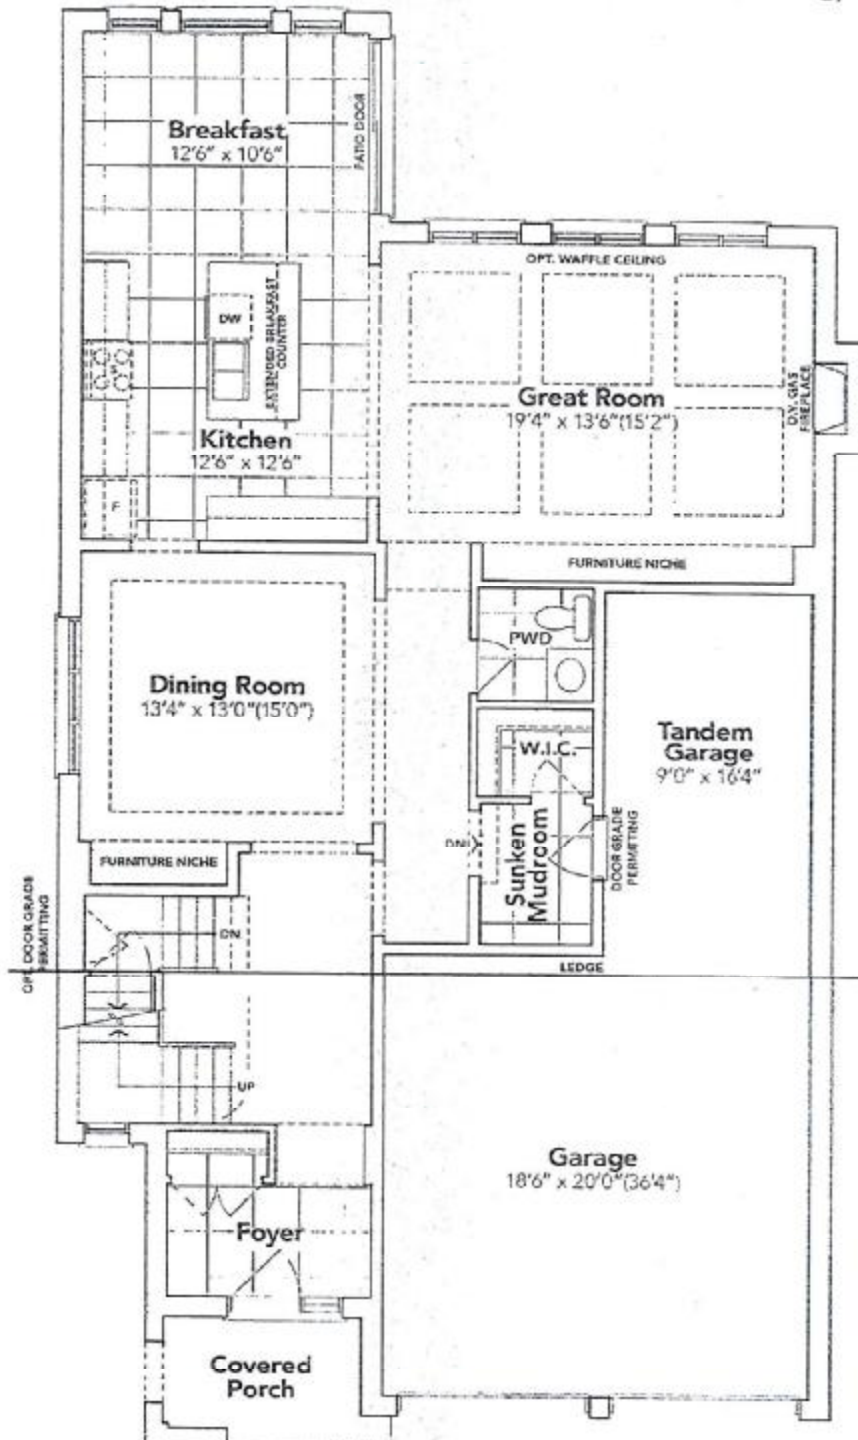 Breakfast
12'6" x 10'6"
PATIO DOOR
OPT. WAFFLE CEILING
DW
EXTENDED BREAKFAST
COUNTER
Great Room
19'4" x 13'6"(15'2")
D.V. GAS
FIREPLACE
Kitchen
12'6" x 12'6"
F
FURNITURE NICHE
PWD
Dining Room
13'4" x 13'0"(15'0")
Tandem
Garage
9'0" x 16'4"
W.I.C.
Sunken
Mudroom
DN
DOOR GRADE
PERMITTING
FURNITURE NICHE
OPT. DOOR GRADE
PERMITTING
DN
LEDGE
UP
Garage
18'6" x 20'0"(36'4")
Foyer
Covered
Porch